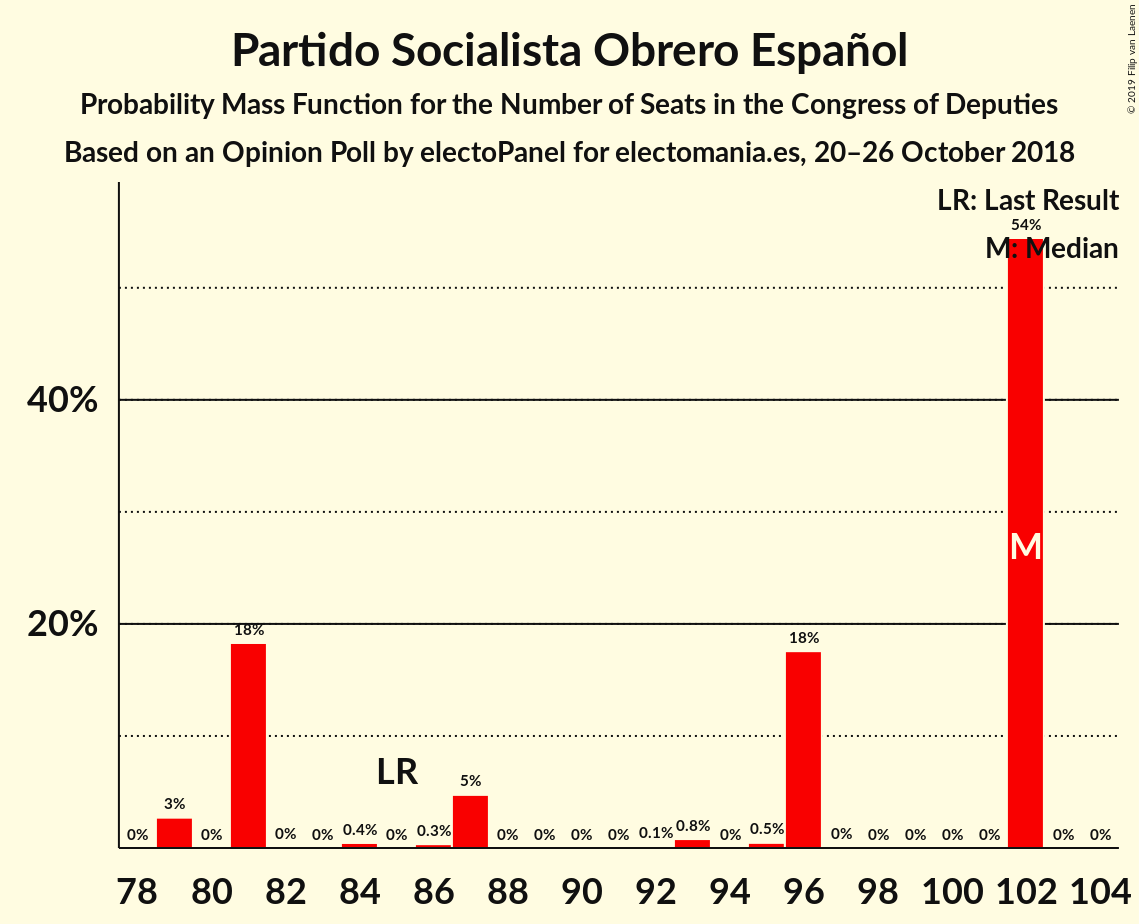 Partido Socialista Obrero Español
Probability Mass Function for the Number of Seats in the Congress of Deputies
Based on an Opinion Poll by electoPanel for electomania.es, 20–26 October 2018
© 2019 Filip van Laenen
LR: Last Result
54%
M: Median
40%
M
20%
18%
18%
LR
3%
5%
0% 0% 0% 0% 0.4% 0% 0.3% 0% 0% 0% 0% 0.1% 0.8% 0% 0.5% 0% 0% 0% 0% 0% 0% 0%
78 80 82 84 86 88 90 92 94 96 98 100 102 104